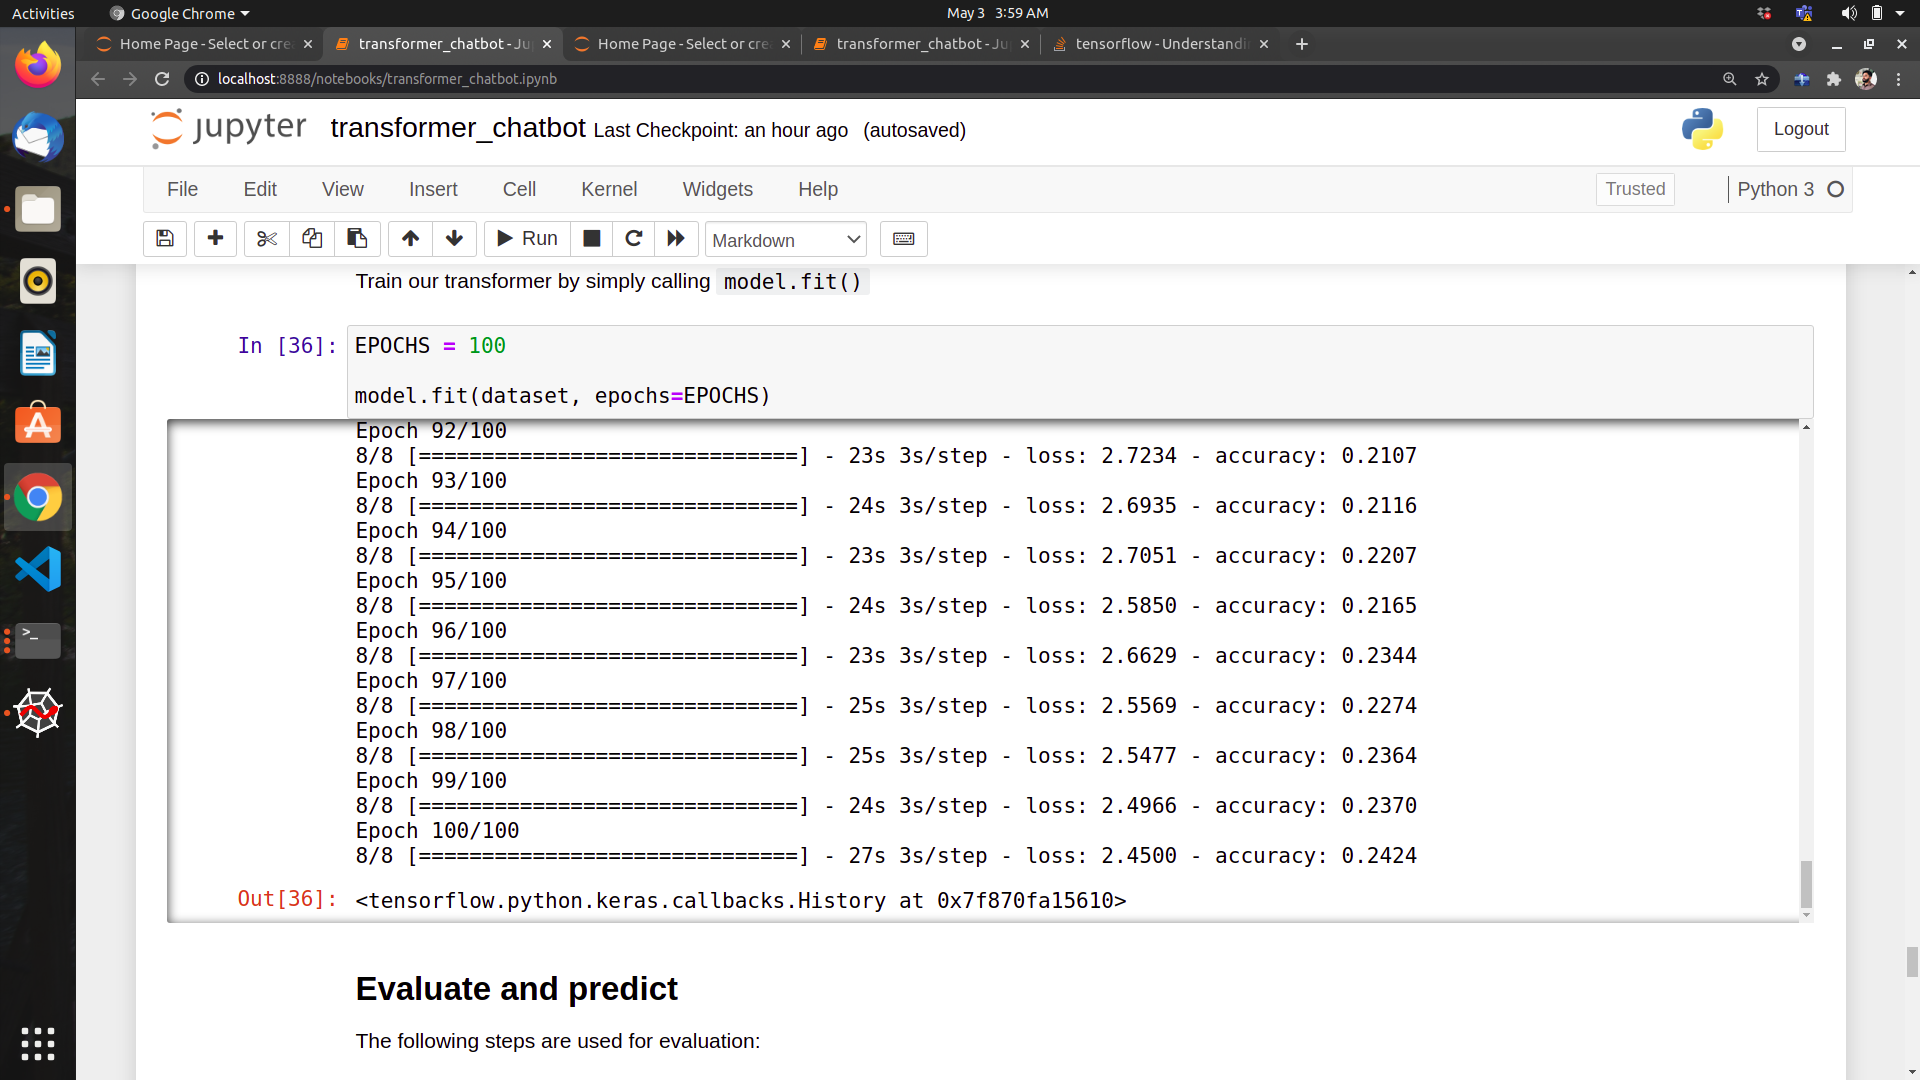 Activities
Google Chrome
May 3 3:59 AM
Home Page - Select or cre
transformer_chatbot - Ju
Home Page - Select or cre
transformer_chatbot - Ju
tensorflow - Understandin
localhost:8888/notebooks/transformer_chatbot.ipynb
jupyter transformer_chatbot Last Checkpoint: an hour ago (autosaved)
Logout
File Edit View Insert Cell Kernel Widgets Help
Trusted
Python 3
Run
Markdown
Train our transformer by simply calling model.fit()
In [36]: EPOCHS = 100
model.fit(dataset, epochs=EPOCHS)
Epoch 92/100
8/8 [==============================] - 23s 3s/step - loss: 2.7234 - accuracy: 0.2107
Epoch 93/100
8/8 [==============================] - 24s 3s/step - loss: 2.6935 - accuracy: 0.2116
Epoch 94/100
8/8 [==============================] - 23s 3s/step - loss: 2.7051 - accuracy: 0.2207
Epoch 95/100
8/8 [==============================] - 24s 3s/step - loss: 2.5850 - accuracy: 0.2165
Epoch 96/100
8/8 [==============================] - 23s 3s/step - loss: 2.6629 - accuracy: 0.2344
Epoch 97/100
8/8 [==============================] - 25s 3s/step - loss: 2.5569 - accuracy: 0.2274
Epoch 98/100
8/8 [==============================] - 25s 3s/step - loss: 2.5477 - accuracy: 0.2364
Epoch 99/100
8/8 [==============================] - 24s 3s/step - loss: 2.4966 - accuracy: 0.2370
Epoch 100/100
8/8 [==============================] - 27s 3s/step - loss: 2.4500 - accuracy: 0.2424
Out[36]: <tensorflow.python.keras.callbacks.History at 0x7f870fa15610>
Evaluate and predict
The following steps are used for evaluation: